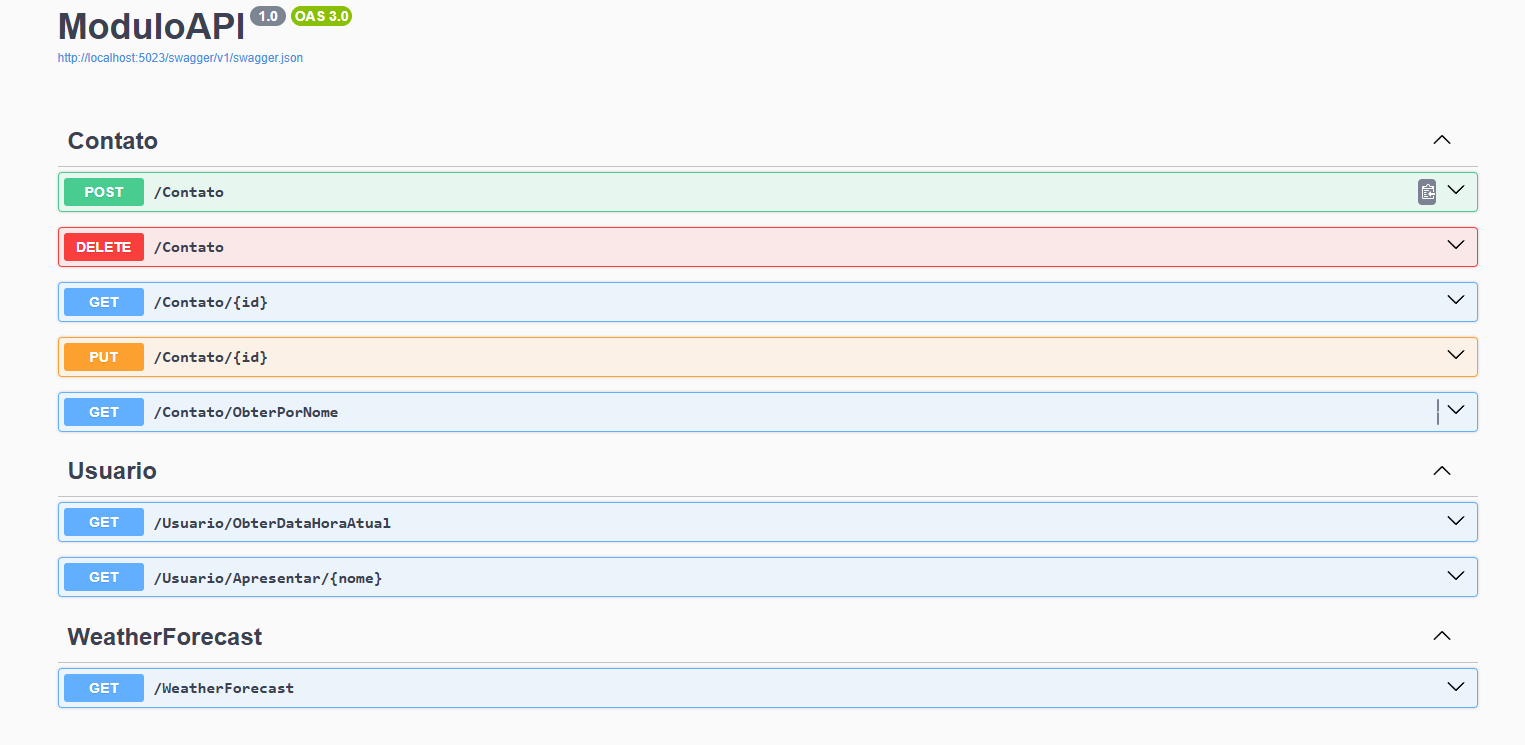 ModuloAPI 1.0 OAS 3.0
http://localhost:5023/swagger/v1/swagger.json
Contato
POST /Contato
DELETE /Contato
GET /Contato/{id}
PUT /Contato/{id}
GET /Contato/ObterPorNome
Usuario
GET /Usuario/ObterDataHoraAtual
GET /Usuario/Apresentar/{nome}
WeatherForecast
GET /WeatherForecast